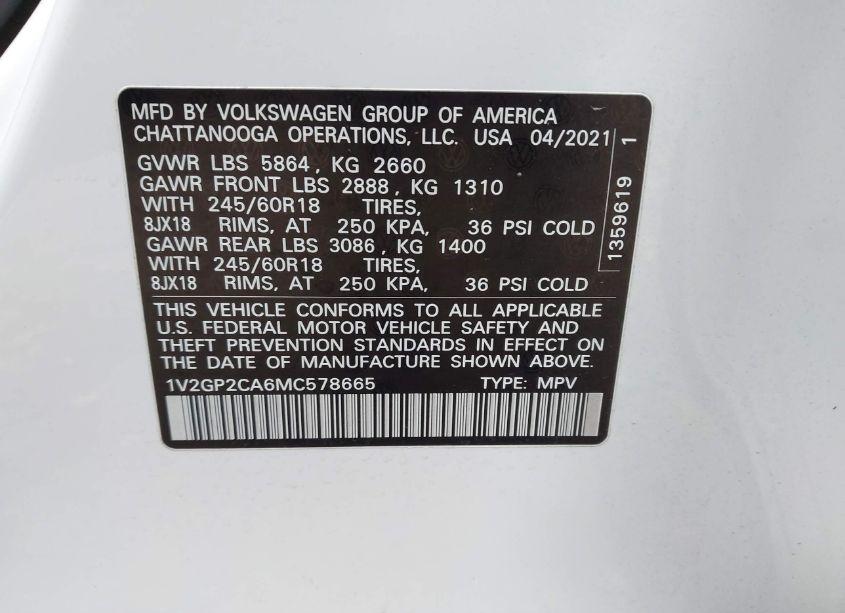 MFD BY VOLKSWAGEN GROUP OF AMERICA
CHATTANOOGA OPERATIONS, LLC. USA 04/2021
GVWR LBS 5864, KG 2660
GAWR FRONT LBS 2888, KG 1310
WITH 245/60R18 TIRES,
8JX18 RIMS, AT 250 KPA, 36 PSI COLD
GAWR REAR LBS 3086, KG 1400
WITH 245/60R18 TIRES,
8JX18 RIMS, AT 250 KPA, 36 PSI COLD
THIS VEHICLE CONFORMS TO ALL APPLICABLE
U.S. FEDERAL MOTOR VEHICLE SAFETY AND
THEFT PREVENTION STANDARDS IN EFFECT ON
THE DATE OF MANUFACTURE SHOWN ABOVE.
1V2GP2CA6MC578665 TYPE: MPV
1359619 1